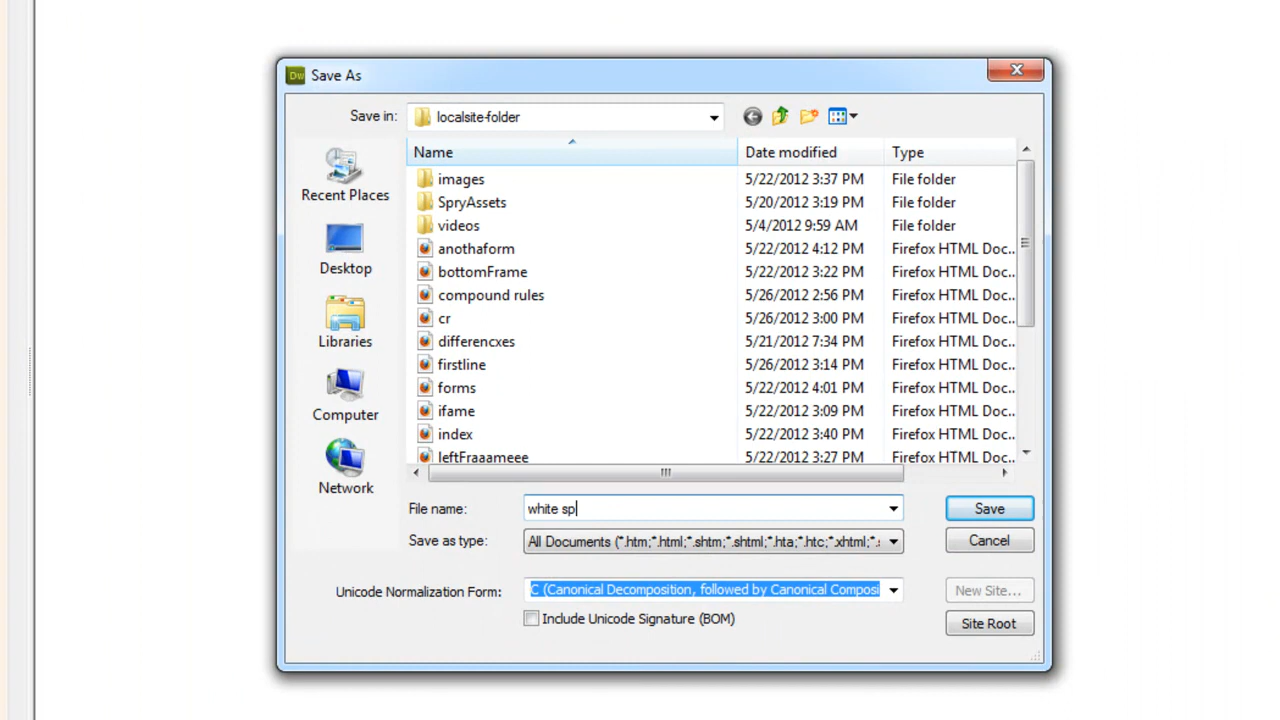 Dw Save As
Save in: localsite-folder
Name Date modified Type
images 5/22/2012 3:37 PM File folder
SpryAssets 5/20/2012 3:19 PM File folder
videos 5/4/2012 9:59 AM File folder
anothaform 5/22/2012 4:12 PM Firefox HTML Doc...
bottomFrame 5/22/2012 3:22 PM Firefox HTML Doc...
compound rules 5/26/2012 2:56 PM Firefox HTML Doc...
cr 5/26/2012 3:00 PM Firefox HTML Doc...
differencxes 5/21/2012 7:34 PM Firefox HTML Doc...
firstline 5/26/2012 3:14 PM Firefox HTML Doc...
forms 5/22/2012 4:01 PM Firefox HTML Doc...
iframe 5/22/2012 3:09 PM Firefox HTML Doc...
index 5/22/2012 3:40 PM Firefox HTML Doc...
leftFraaameee 5/22/2012 3:27 PM Firefox HTML Doc...
Recent Places
Desktop
Libraries
Computer
Network
File name: white sp Save
Save as type: All Documents (*.htm;*.html;*.shtm;*.shtml;*.hta;*.htc;*.xhtml;*.s Cancel
Unicode Normalization Form: C (Canonical Decomposition, followed by Canonical Composi New Site...
Include Unicode Signature (BOM) Site Root